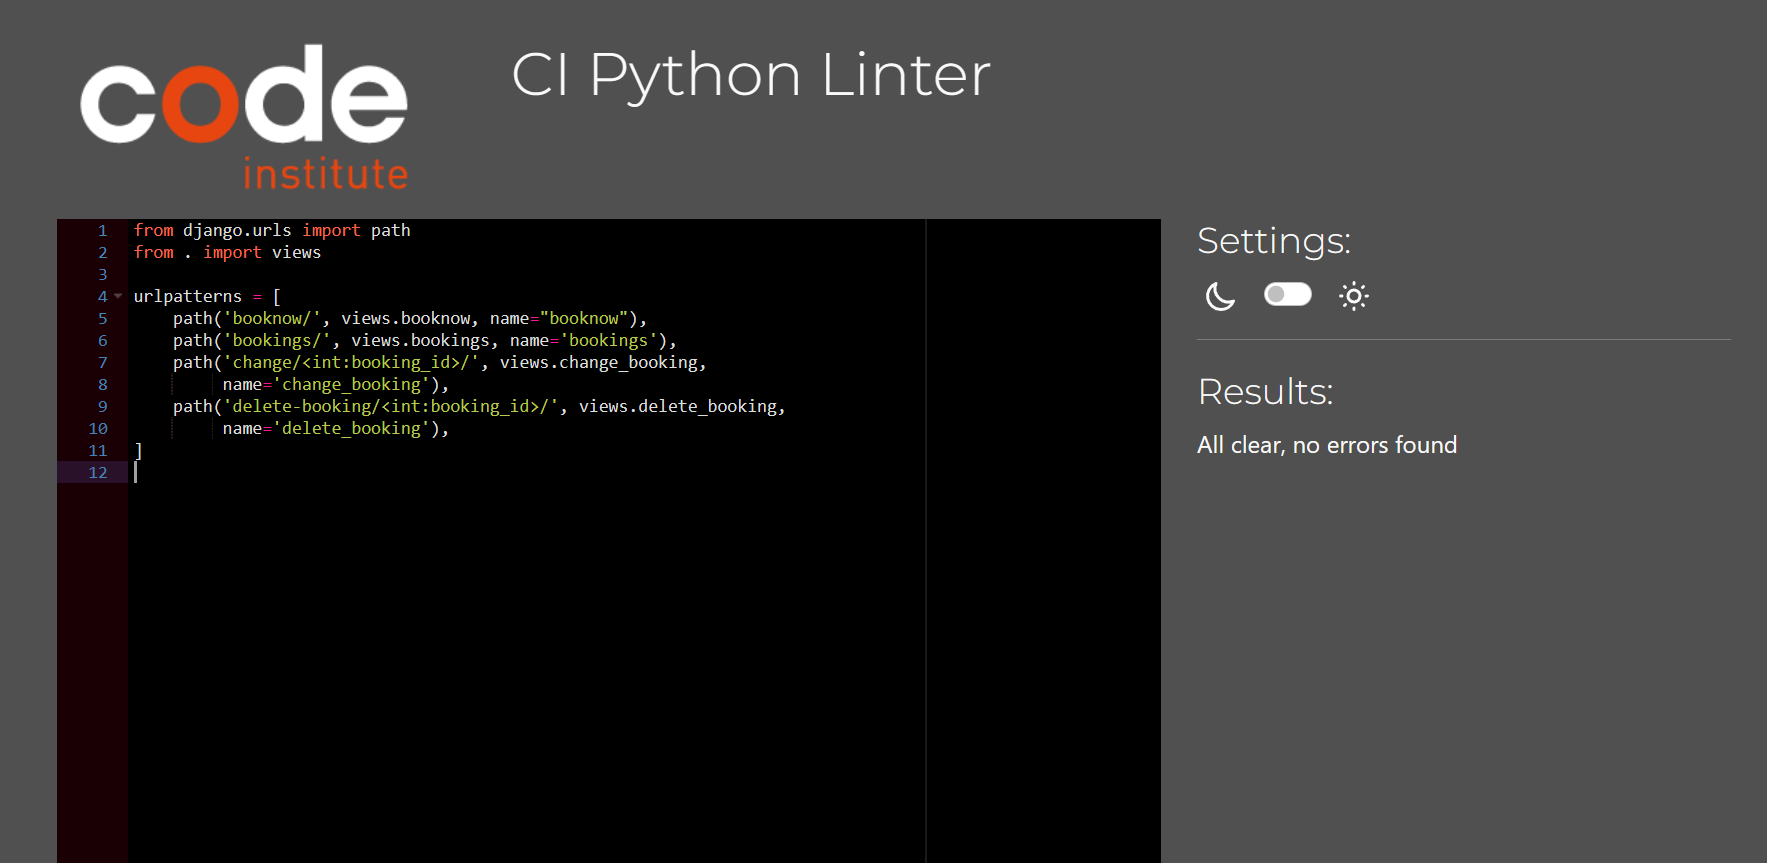 code
institute
CI Python Linter
1 from django.urls import path
2 from . import views
3
4 urlpatterns = [
5     path('booknow/', views.booknow, name="booknow"),
6     path('bookings/', views.bookings, name='bookings'),
7     path('change/<int:booking_id>/', views.change_booking,
8          name='change_booking'),
9     path('delete-booking/<int:booking_id>/', views.delete_booking,
10          name='delete_booking'),
11 ]
12
Settings:
Results:
All clear, no errors found